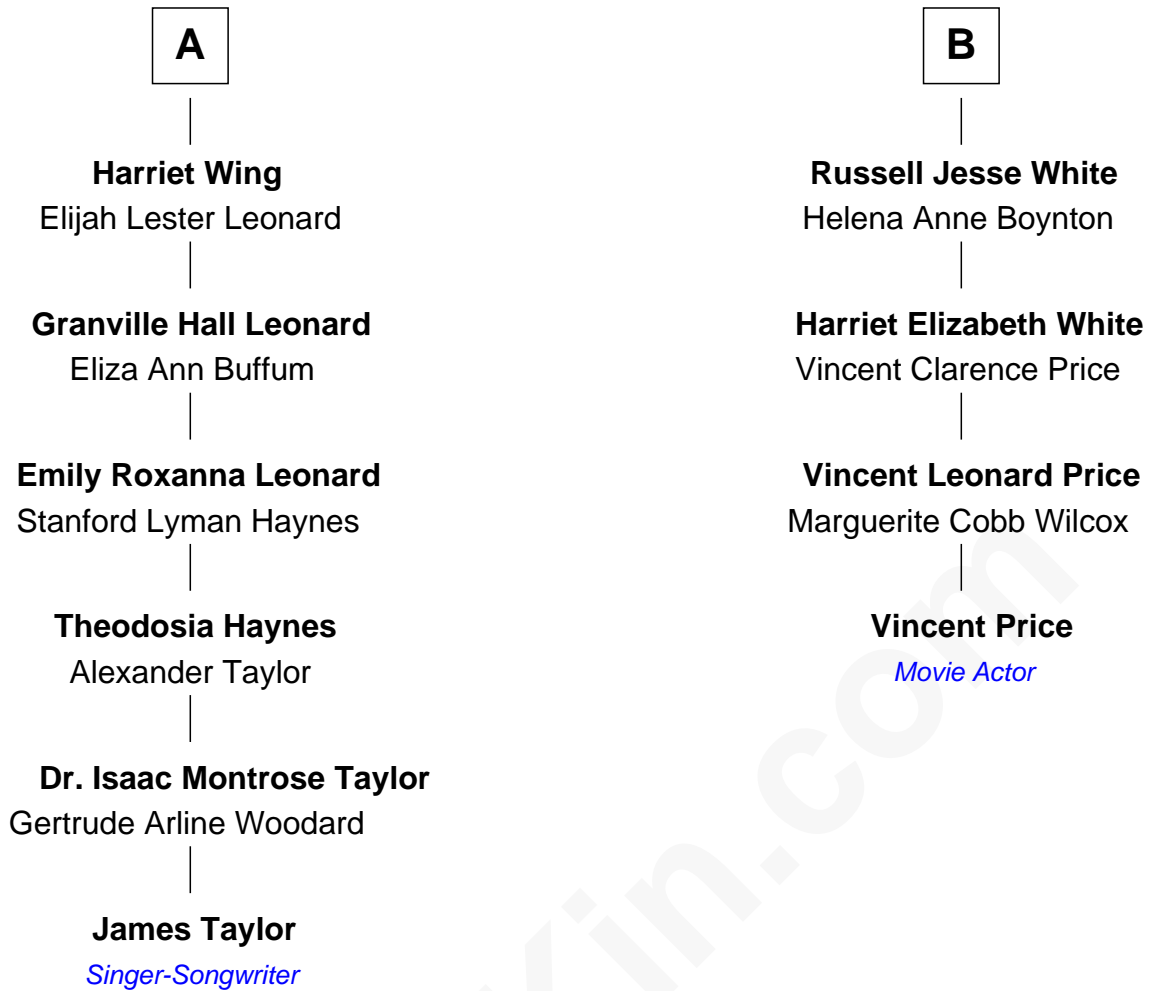 A
Harriet Wing
Elijah Lester Leonard
Granville Hall Leonard
Eliza Ann Buffum
Emily Roxanna Leonard
Stanford Lyman Haynes
Theodosia Haynes
Alexander Taylor
Dr. Isaac Montrose Taylor
Gertrude Arline Woodard
James Taylor
Singer-Songwriter
B
Russell Jesse White
Helena Anne Boynton
Harriet Elizabeth White
Vincent Clarence Price
Vincent Leonard Price
Marguerite Cobb Wilcox
Vincent Price
Movie Actor
Kin.com